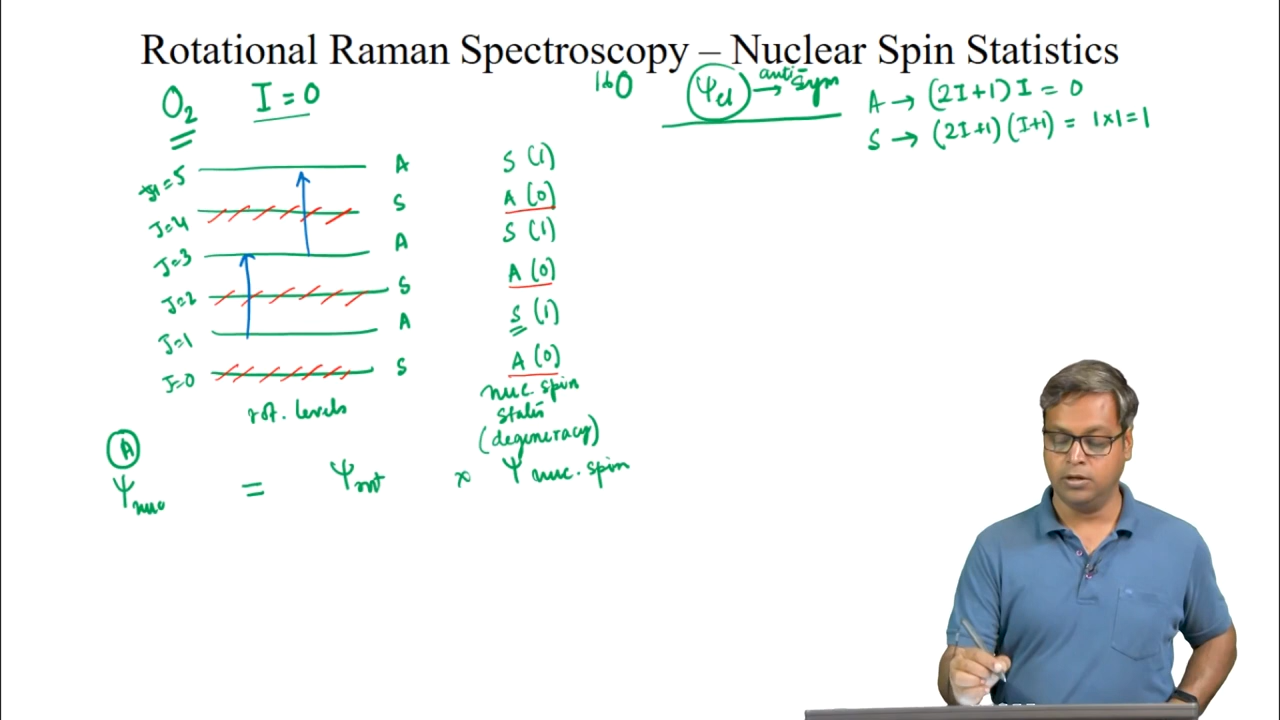 Rotational Raman Spectroscopy – Nuclear Spin Statistics
O₂ I = 0 ¹⁶O ψel → antisym A → (2I+1) I = 0
S → (2I+1) (I+1) = 1×1 = 1
J=5 A S (1)
J=4 S A (0)
J=3 A S (1)
J=2 S A (0)
J=1 A S (1)
J=0 S A (0)
rot. levels nuc. spin
states
(degeneracy)
A
ψnuc = ψrot × ψnuc. spin